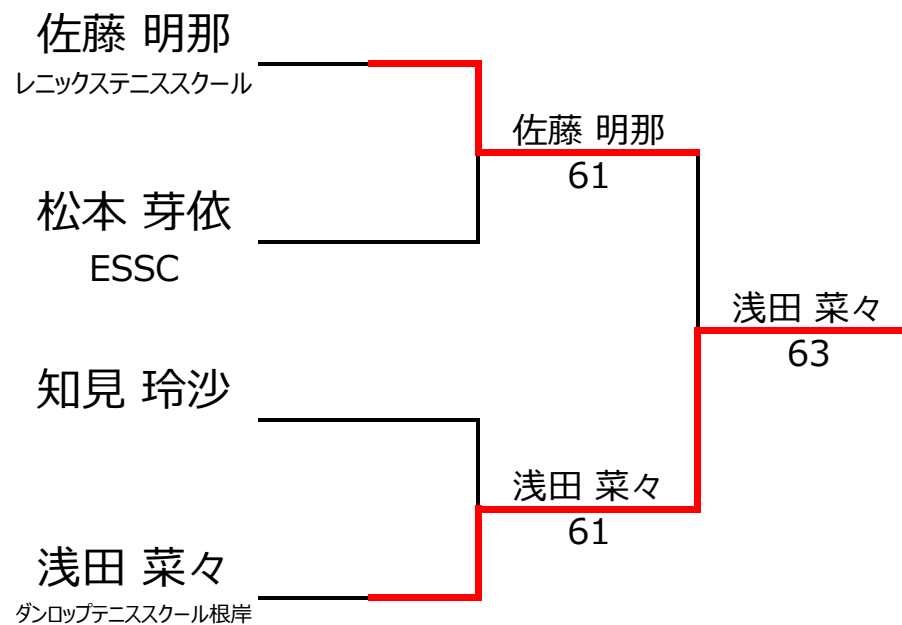 佐藤 明那
レニックステニススクール
佐藤 明那
61
松本 芽依
ESSC
浅田 菜々
63
知見 玲沙
浅田 菜々
61
浅田 菜々
ダンロップテニススクール根岸